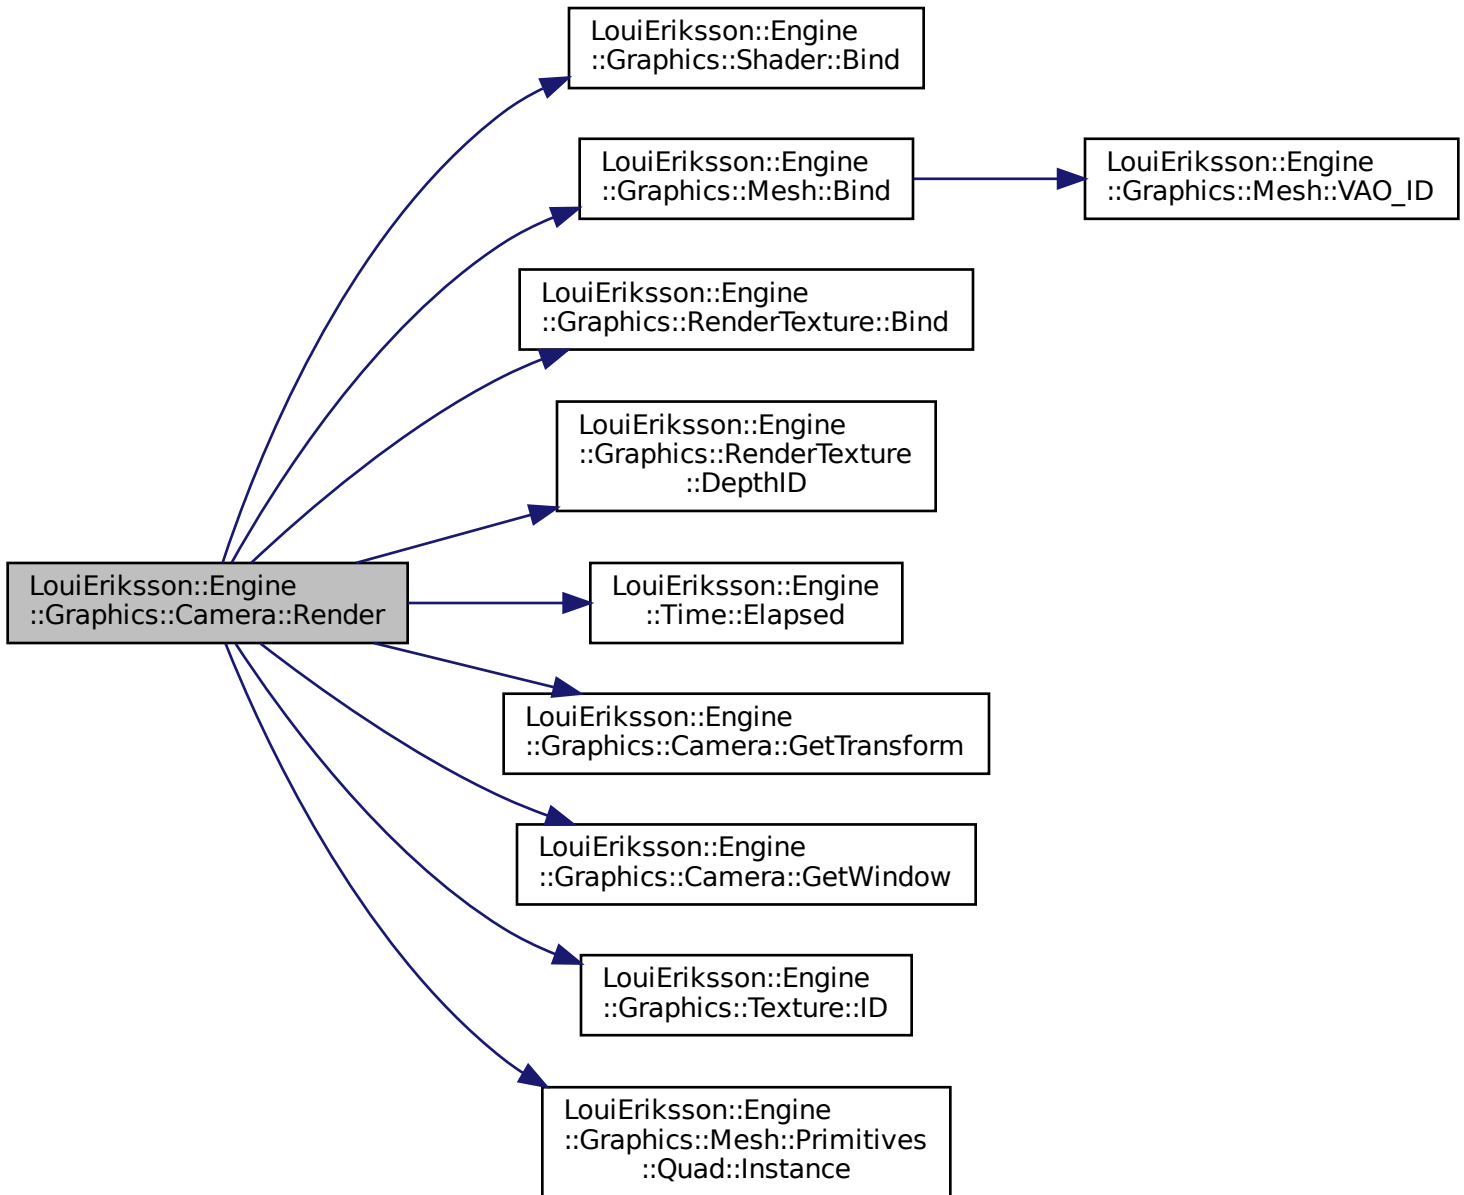 LouiEriksson::Engine
::Graphics::Shader::Bind
LouiEriksson::Engine
::Graphics::Mesh::Bind
LouiEriksson::Engine
::Graphics::Mesh::VAO_ID
LouiEriksson::Engine
::Graphics::RenderTexture::Bind
LouiEriksson::Engine
::Graphics::RenderTexture
::DepthID
LouiEriksson::Engine
::Graphics::Camera::Render
LouiEriksson::Engine
::Time::Elapsed
LouiEriksson::Engine
::Graphics::Camera::GetTransform
LouiEriksson::Engine
::Graphics::Camera::GetWindow
LouiEriksson::Engine
::Graphics::Texture::ID
LouiEriksson::Engine
::Graphics::Mesh::Primitives
::Quad::Instance